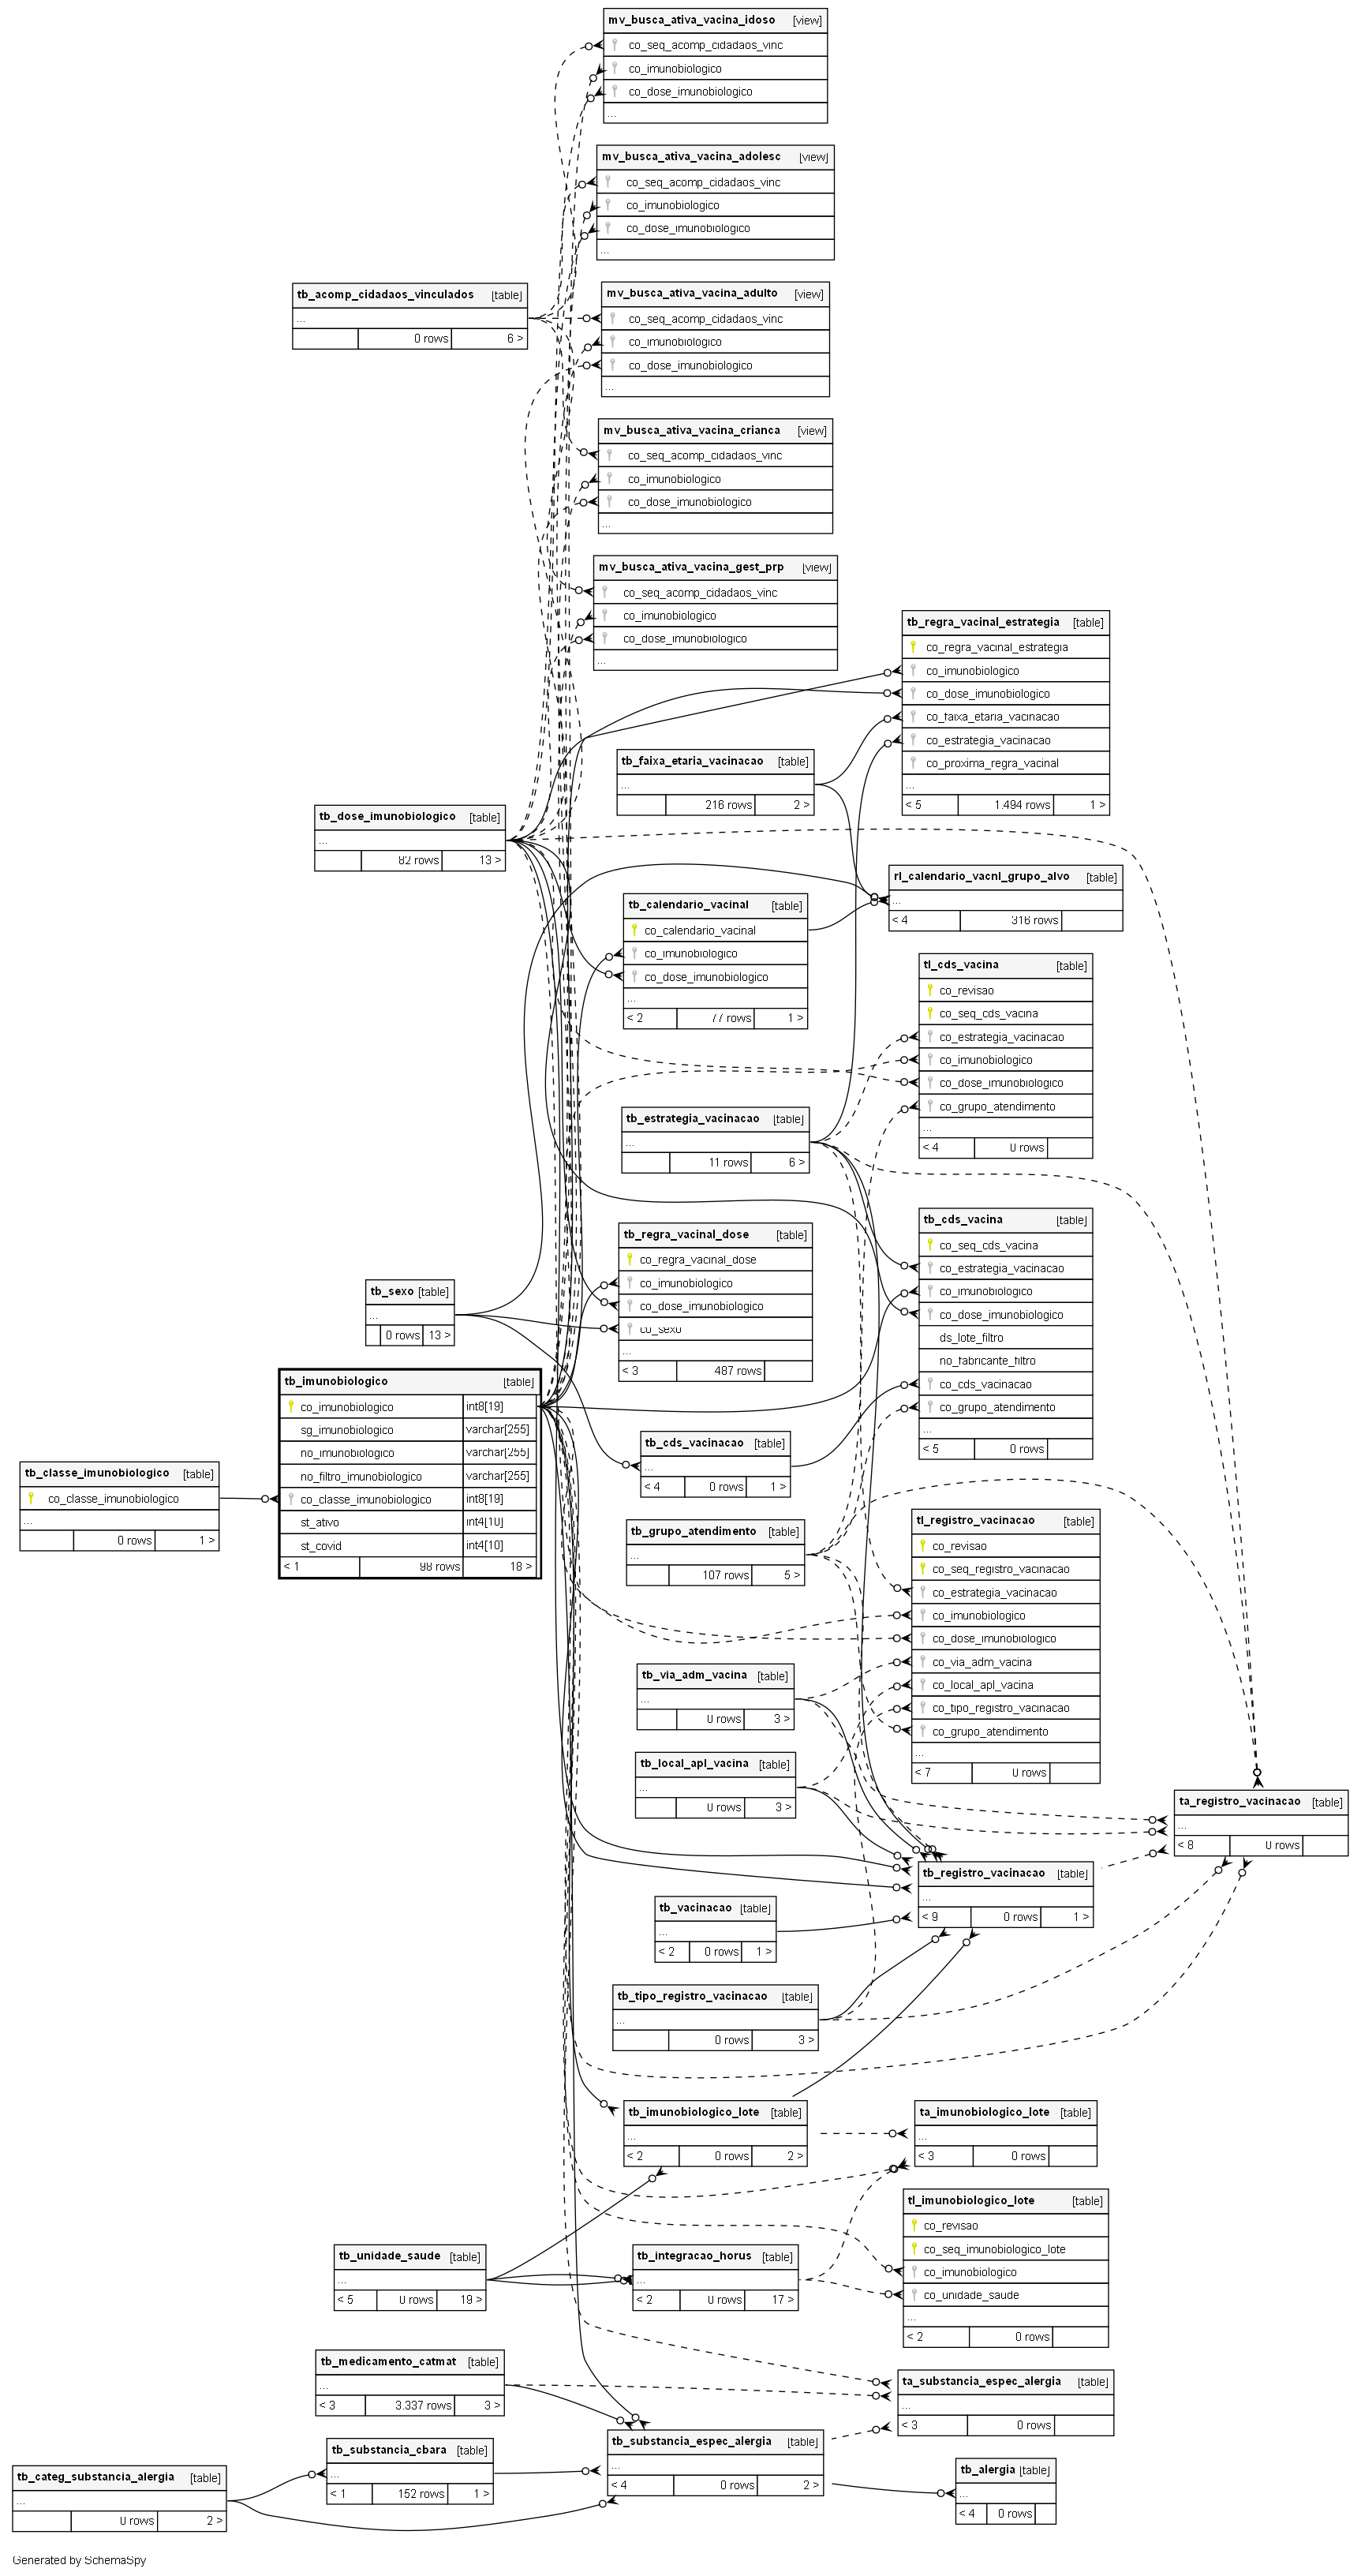 mv_busca_ativa_vacina_idoso [view]
co_seq_acomp_cidadaos_vinc
co_imunobiologico
co_dose_imunobiologico
...
mv_busca_ativa_vacina_adolesc [view]
co_seq_acomp_cidadaos_vinc
co_imunobiologico
co_dose_imunobiologico
...
tb_acomp_cidadaos_vinculados [table]
...
0 rows 6 >
mv_busca_ativa_vacina_adulto [view]
co_seq_acomp_cidadaos_vinc
co_imunobiologico
co_dose_imunobiologico
...
mv_busca_ativa_vacina_crianca [view]
co_seq_acomp_cidadaos_vinc
co_imunobiologico
co_dose_imunobiologico
...
mv_busca_ativa_vacina_gest_prp [view]
co_seq_acomp_cidadaos_vinc
co_imunobiologico
co_dose_imunobiologico
...
tb_regra_vacinal_estrategia [table]
co_regra_vacinal_estrategia
co_imunobiologico
co_dose_imunobiologico
co_faixa_etaria_vacinacao
co_estrategia_vacinacao
co_proxima_regra_vacinal
...
< 5 1.494 rows 1 >
tb_faixa_etaria_vacinacao [table]
...
216 rows 2 >
tb_dose_imunobiologico [table]
...
82 rows 13 >
rl_calendario_vacnl_grupo_alvo [table]
...
< 4 316 rows
tb_calendario_vacinal [table]
co_calendario_vacinal
co_imunobiologico
co_dose_imunobiologico
...
< 2 77 rows 1 >
tl_cds_vacina [table]
co_revisao
co_seq_cds_vacina
co_estrategia_vacinacao
co_imunobiologico
co_dose_imunobiologico
co_grupo_atendimento
...
< 4 0 rows
tb_estrategia_vacinacao [table]
...
11 rows 6 >
tb_cds_vacina [table]
co_seq_cds_vacina
co_estrategia_vacinacao
co_imunobiologico
co_dose_imunobiologico
ds_lote_filtro
no_fabricante_filtro
co_cds_vacinacao
co_grupo_atendimento
...
< 5 0 rows
tb_regra_vacinal_dose [table]
co_regra_vacinal_dose
co_imunobiologico
co_dose_imunobiologico
co_sexo
...
< 3 487 rows
tb_sexo [table]
...
0 rows 13 >
tb_imunobiologico [table]
co_imunobiologico int8[19]
sg_imunobiologico varchar[255]
no_imunobiologico varchar[255]
no_filtro_imunobiologico varchar[255]
co_classe_imunobiologico int8[19]
st_ativo int4[10]
st_covid int4[10]
< 1 98 rows 18 >
tb_classe_imunobiologico [table]
co_classe_imunobiologico
...
0 rows 1 >
tb_cds_vacinacao [table]
...
< 4 0 rows 1 >
tb_grupo_atendimento [table]
...
107 rows 5 >
tl_registro_vacinacao [table]
co_revisao
co_seq_registro_vacinacao
co_estrategia_vacinacao
co_imunobiologico
co_dose_imunobiologico
co_via_adm_vacina
co_local_apl_vacina
co_tipo_registro_vacinacao
co_grupo_atendimento
...
< 7 0 rows
tb_via_adm_vacina [table]
...
0 rows 3 >
tb_local_apl_vacina [table]
...
0 rows 3 >
ta_registro_vacinacao [table]
...
< 8 0 rows
tb_registro_vacinacao [table]
...
< 9 0 rows 1 >
tb_vacinacao [table]
...
< 2 0 rows 1 >
tb_tipo_registro_vacinacao [table]
...
0 rows 3 >
tb_imunobiologico_lote [table]
...
< 2 0 rows 2 >
ta_imunobiologico_lote [table]
...
< 3 0 rows
tl_imunobiologico_lote [table]
co_revisao
co_seq_imunobiologico_lote
co_imunobiologico
co_unidade_saude
...
< 2 0 rows
tb_unidade_saude [table]
...
< 5 0 rows 19 >
tb_integracao_horus [table]
...
< 2 0 rows 17 >
tb_medicamento_catmat [table]
...
< 3 3.337 rows 3 >
ta_substancia_espec_alergia [table]
...
< 3 0 rows
tb_substancia_espec_alergia [table]
...
< 4 0 rows 2 >
tb_substancia_cbara [table]
...
< 1 152 rows 1 >
tb_categ_substancia_alergia [table]
...
0 rows 2 >
tb_alergia [table]
...
< 4 0 rows
Generated by SchemaSpy